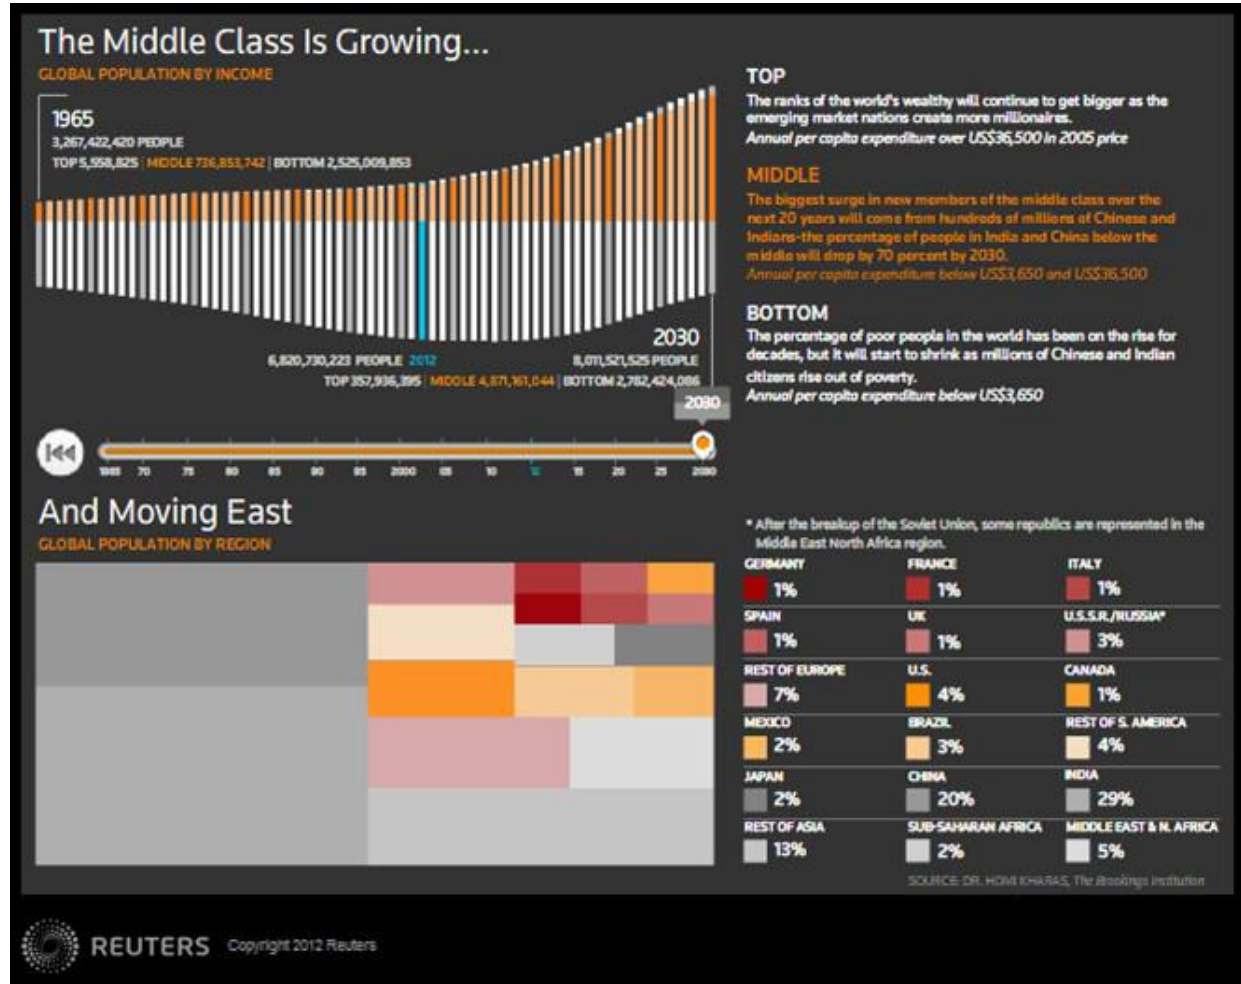 The Middle Class Is Growing...
GLOBAL POPULATION BY INCOME
1965
3,267,422,420 PEOPLE
TOP 5,558,825 | MIDDLE 736,853,742 | BOTTOM 2,525,009,853
2030
6,820,730,223 PEOPLE 2012
8,011,521,525 PEOPLE
TOP 357,936,395 | MIDDLE 4,871,161,044 | BOTTOM 2,782,424,086
2030
1965 70 75 80 85 90 95 2000 05 10 12 15 20 25 2030
TOP
The ranks of the world's wealthy will continue to get bigger as the
emerging market nations create more millionaires.
Annual per capita expenditure over US$36,500 in 2005 price
MIDDLE
The biggest surge in new members of the middle class over the
next 20 years will come from hundreds of millions of Chinese and
Indians-the percentage of people in India and China below the
middle will drop by 70 percent by 2030.
Annual per capita expenditure below US$3,650 and US$36,500
BOTTOM
The percentage of poor people in the world has been on the rise for
decades, but it will start to shrink as millions of Chinese and Indian
citizens rise out of poverty.
Annual per capita expenditure below US$3,650
And Moving East
GLOBAL POPULATION BY REGION
* After the breakup of the Soviet Union, some republics are represented in the
Middle East North Africa region.
GERMANY FRANCE ITALY
1% 1% 1%
SPAIN UK U.S.S.R./RUSSIA*
1% 1% 3%
REST OF EUROPE U.S. CANADA
7% 4% 1%
MEXICO BRAZIL REST OF S. AMERICA
2% 3% 4%
JAPAN CHINA INDIA
2% 20% 29%
REST OF ASIA SUB-SAHARAN AFRICA MIDDLE EAST & N. AFRICA
13% 2% 5%
SOURCE: DR. HOMI KHARAS, The Brookings Institution
REUTERS Copyright 2012 Reuters